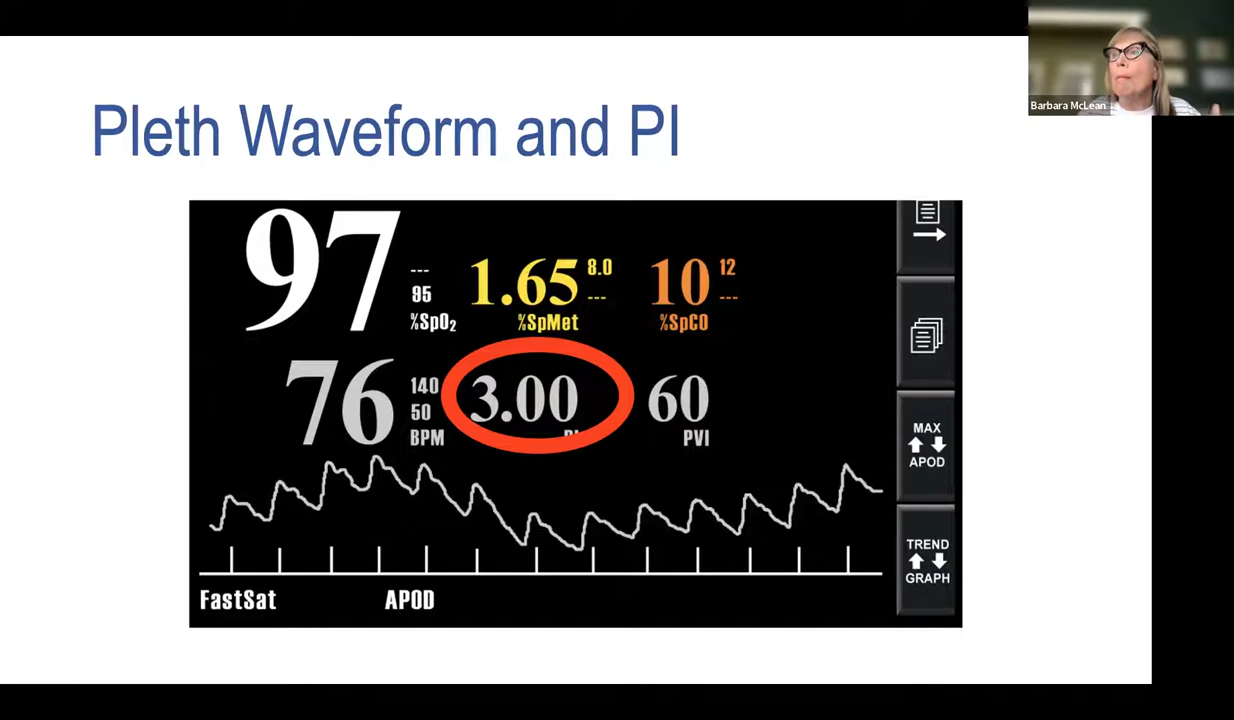 Barbara McLean
Pleth Waveform and PI
97
---
95
%SpO₂
1.65
8.0
---
%SpMet
10
12
---
%SpCO
76
140
50
BPM
3.00
60
PVI
MAX
APOD
TREND
GRAPH
FastSat
APOD